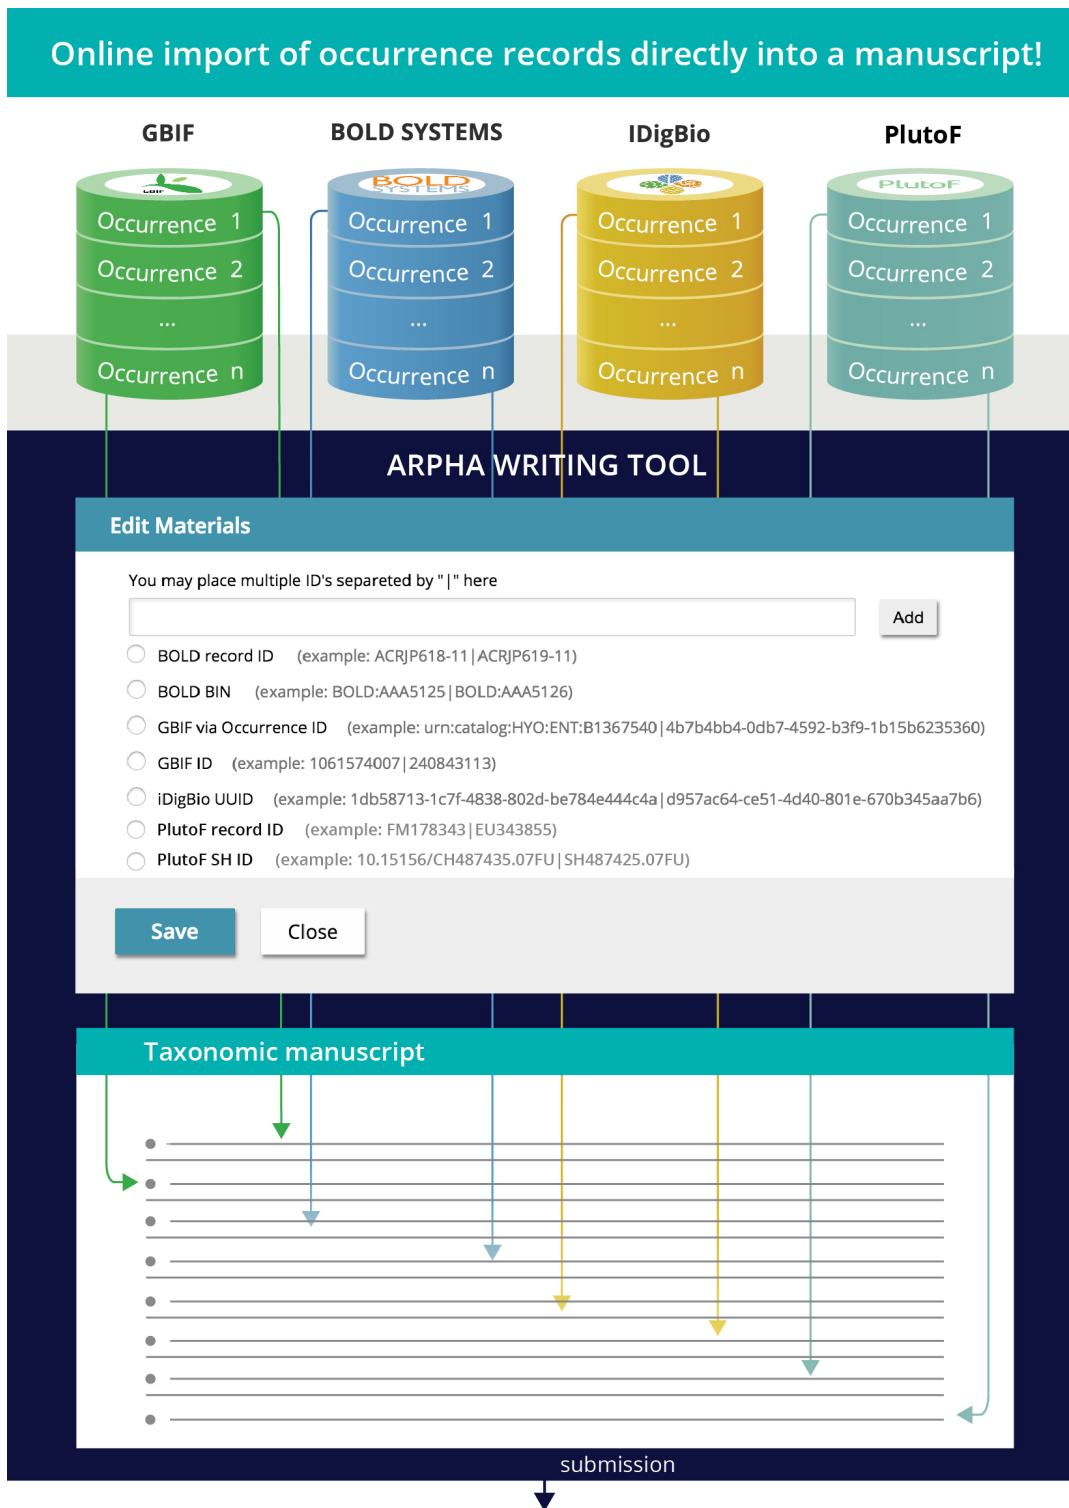 Online import of occurrence records directly into a manuscript!
GBIF
BOLD SYSTEMS
IDigBio
PlutoF
GBIF
BOLD
SYSTEMS
PlutoF
Occurrence 1
Occurrence 2
...
Occurrence n
Occurrence 1
Occurrence 2
...
Occurrence n
Occurrence 1
Occurrence 2
...
Occurrence n
Occurrence 1
Occurrence 2
...
Occurrence n
ARPHA WRITING TOOL
Edit Materials
You may place multiple ID's separeted by "|" here
Add
BOLD record ID (example: ACRJP618-11|ACRJP619-11)
BOLD BIN (example: BOLD:AAA5125|BOLD:AAA5126)
GBIF via Occurrence ID (example: urn:catalog:HYO:ENT:B1367540|4b7b4bb4-0db7-4592-b3f9-1b15b6235360)
GBIF ID (example: 1061574007|240843113)
iDigBio UUID (example: 1db58713-1c7f-4838-802d-be784e444c4a|d957ac64-ce51-4d40-801e-670b345aa7b6)
PlutoF record ID (example: FM178343|EU343855)
PlutoF SH ID (example: 10.15156/CH487435.07FU|SH487425.07FU)
Save
Close
Taxonomic manuscript
submission